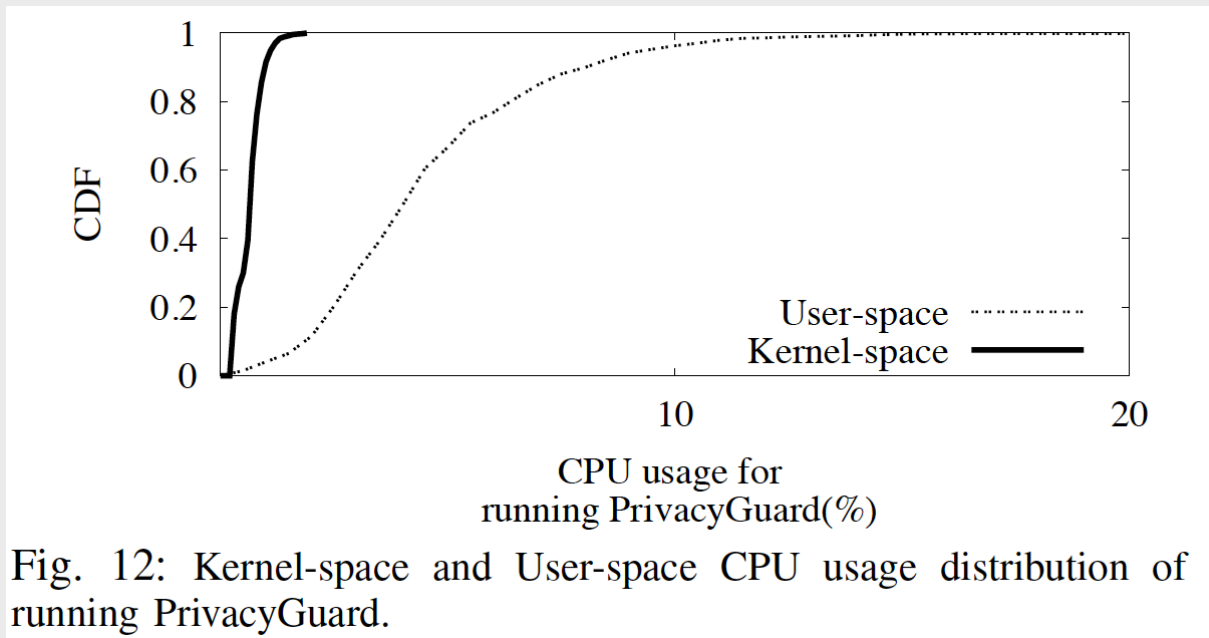 1
0.8
0.6
0.4
0.2
0
CDF
User-space
Kernel-space
10
20
CPU usage for
running PrivacyGuard(%)
Fig. 12: Kernel-space and User-space CPU usage distribution of
running PrivacyGuard.